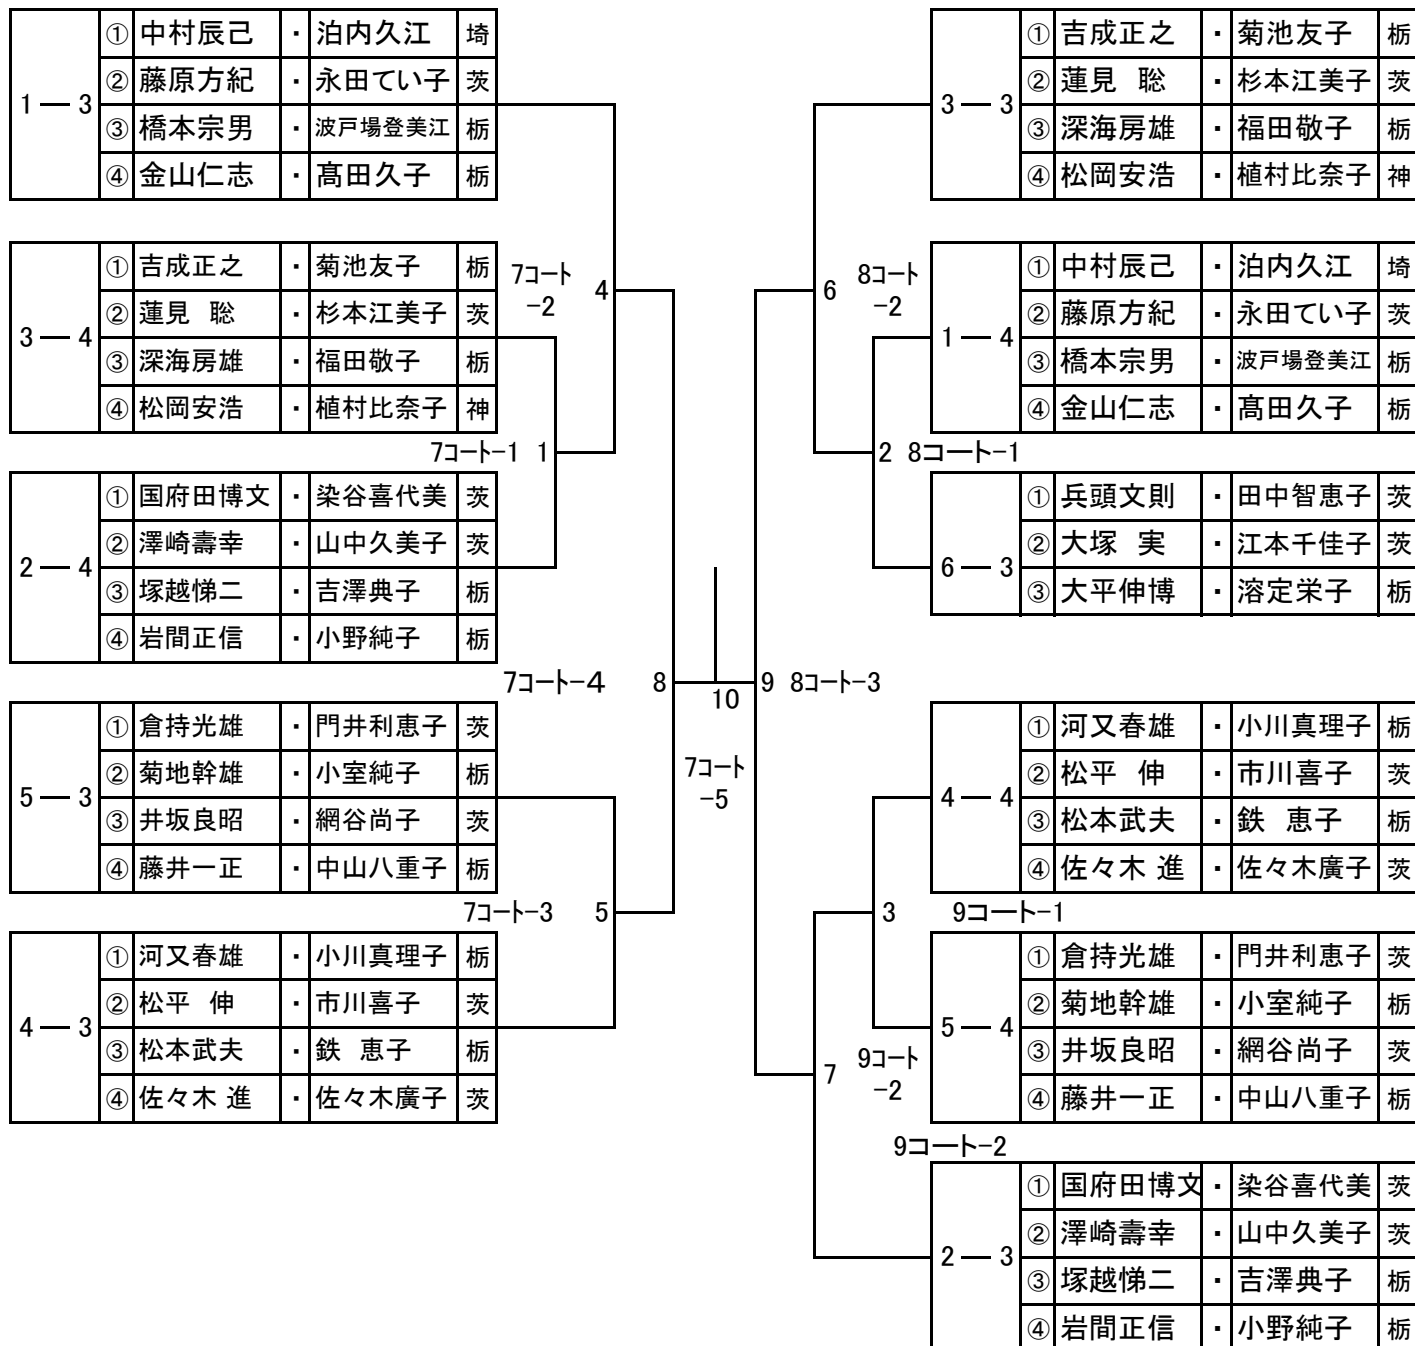 1 — 3
① 中村辰己 ・ 泊内久江 埼
② 藤原方紀 ・ 永田てい子 茨
③ 橋本宗男 ・ 波戸場登美江 栃
④ 金山仁志 ・ 髙田久子 栃
3 — 4
① 吉成正之 ・ 菊池友子 栃
② 蓮見 聡 ・ 杉本江美子 茨
③ 深海房雄 ・ 福田敬子 栃
④ 松岡安浩 ・ 植村比奈子 神
7コート
-2
4
7コート-1 1
2 — 4
① 国府田博文 ・ 染谷喜代美 茨
② 澤崎壽幸 ・ 山中久美子 茨
③ 塚越悌二 ・ 吉澤典子 栃
④ 岩間正信 ・ 小野純子 栃
7コート-4 8
5 — 3
① 倉持光雄 ・ 門井利恵子 茨
② 菊地幹雄 ・ 小室純子 栃
③ 井坂良昭 ・ 網谷尚子 茨
④ 藤井一正 ・ 中山八重子 栃
7コート-3 5
4 — 3
① 河又春雄 ・ 小川真理子 栃
② 松平 伸 ・ 市川喜子 茨
③ 松本武夫 ・ 鉄 恵子 栃
④ 佐々木 進 ・ 佐々木廣子 茨
10
7コート
-5
3 — 3
① 吉成正之 ・ 菊池友子 栃
② 蓮見 聡 ・ 杉本江美子 茨
③ 深海房雄 ・ 福田敬子 栃
④ 松岡安浩 ・ 植村比奈子 神
6
8コート
-2
1 — 4
① 中村辰己 ・ 泊内久江 埼
② 藤原方紀 ・ 永田てい子 茨
③ 橋本宗男 ・ 波戸場登美江 栃
④ 金山仁志 ・ 髙田久子 栃
2 8コート-1
6 — 3
① 兵頭文則 ・ 田中智恵子 茨
② 大塚 実 ・ 江本千佳子 茨
③ 大平伸博 ・ 溶定栄子 栃
9 8コート-3
4 — 4
① 河又春雄 ・ 小川真理子 栃
② 松平 伸 ・ 市川喜子 茨
③ 松本武夫 ・ 鉄 恵子 栃
④ 佐々木 進 ・ 佐々木廣子 茨
3 9コート-1
5 — 4
① 倉持光雄 ・ 門井利恵子 茨
② 菊地幹雄 ・ 小室純子 栃
③ 井坂良昭 ・ 網谷尚子 茨
④ 藤井一正 ・ 中山八重子 栃
7
9コート
-2
9コート-2
2 — 3
① 国府田博文 ・ 染谷喜代美 茨
② 澤崎壽幸 ・ 山中久美子 茨
③ 塚越悌二 ・ 吉澤典子 栃
④ 岩間正信 ・ 小野純子 栃